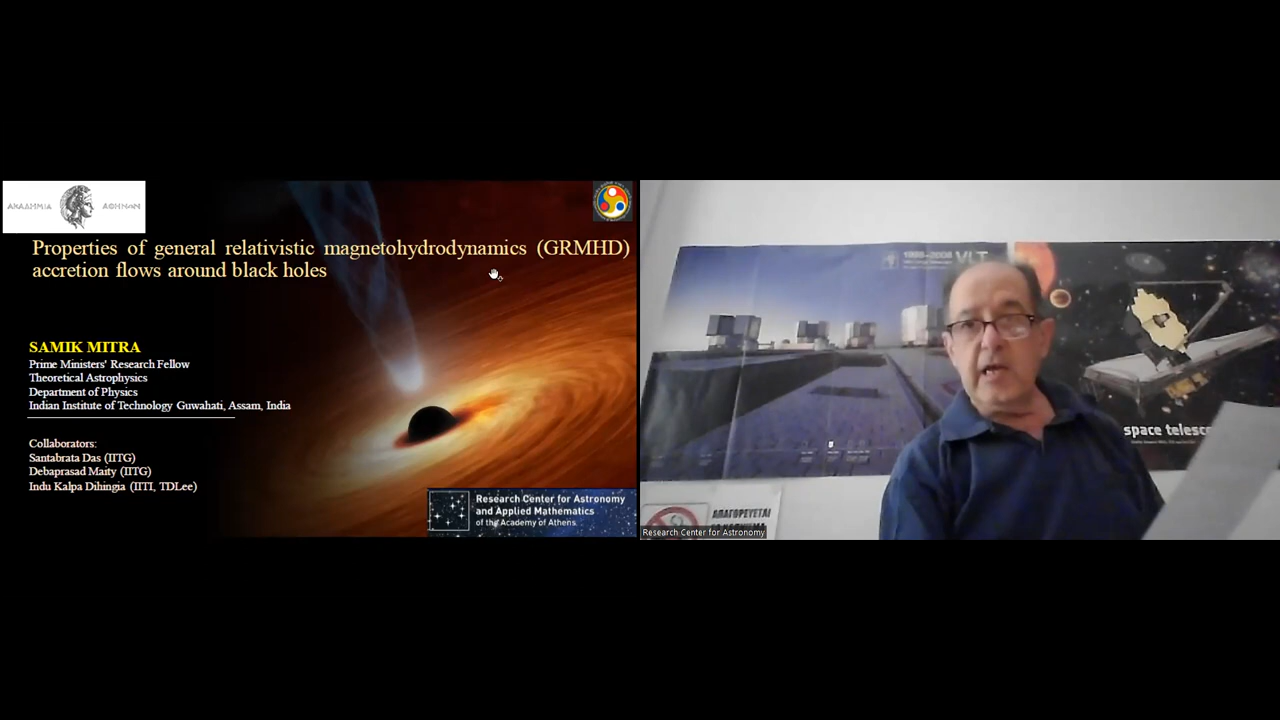 ΑΚΑΔΗΜΙΑ ΑΘΗΝΩΝ
Properties of general relativistic magnetohydrodynamics (GRMHD)
accretion flows around black holes
SAMIK MITRA
Prime Ministers' Research Fellow
Theoretical Astrophysics
Department of Physics
Indian Institute of Technology Guwahati, Assam, India
Collaborators:
Santabrata Das (IITG)
Debaprasad Maity (IITG)
Indu Kalpa Dihingia (IITI, TDLee)
Research Center for Astronomy
and Applied Mathematics
of the Academy of Athens
VLT
space telesc
ΑΠΑΓΟΡΕΥΕΤΑΙ
Research Center for Astronomy